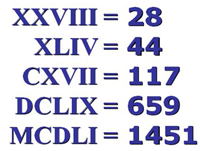 XXVIII = 28
XLIV = 44
CXVII = 117
DCLIX = 659
MCDLI = 1451